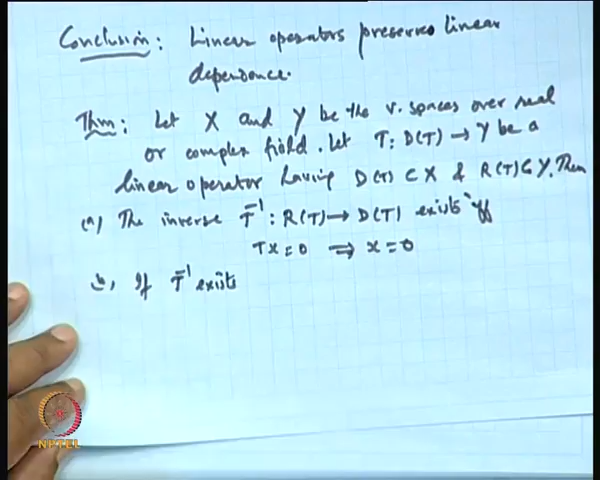 Conclusion: Linear operators preserves linear
dependence.
Thm: Let X and Y be the v. spaces over real
or complex field. Let T: D(T) → Y be a
linear operator having D(T) ⊂ X & R(T) ⊂ Y. Then
(a) The inverse T⁻¹: R(T) → D(T) exists iff
Tx = 0 ⇒ x = 0
(b) If T⁻¹ exists
NPTEL